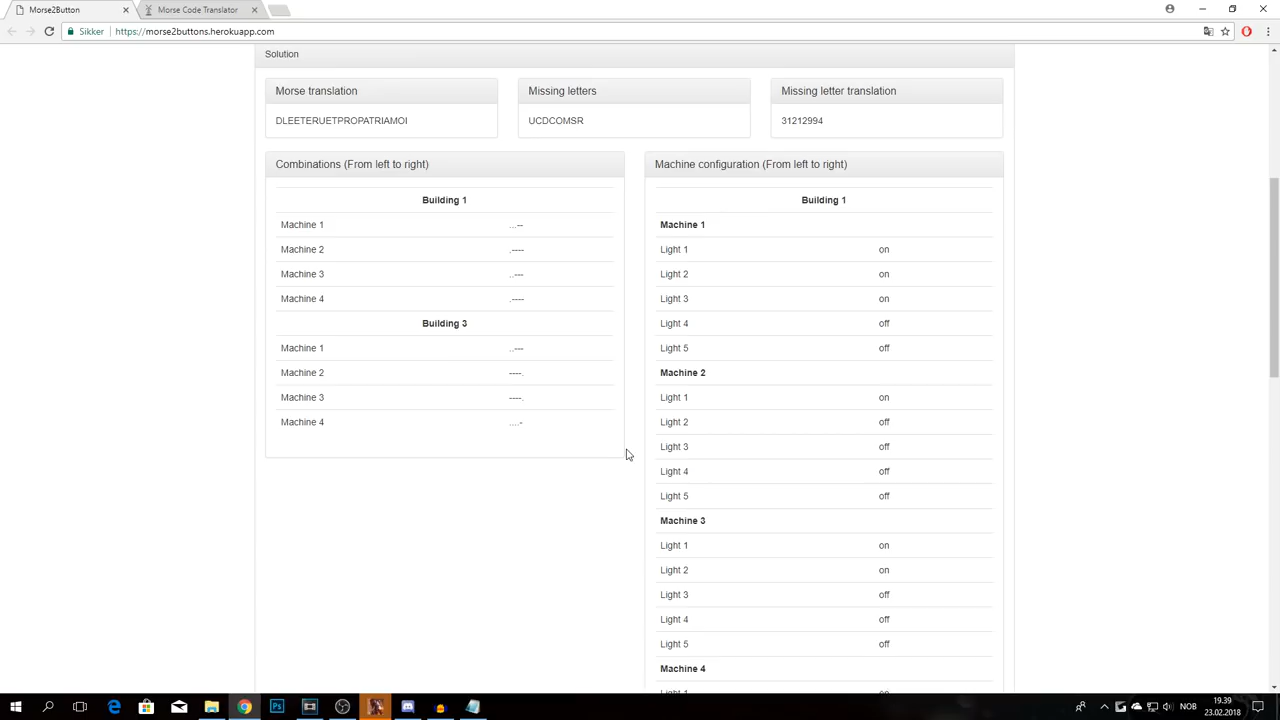 Morse2Button
Morse Code Translator
Sikker
https://morse2buttons.herokuapp.com
Solution
Morse translation
Missing letters
Missing letter translation
DLEETERUETPROPATRIAMOI
UCDCOMSR
31212994
Combinations (From left to right)
Machine configuration (From left to right)
Building 1
Building 1
Machine 1 ...--
Machine 1
Machine 2 .----
Light 1 on
Machine 3 ..---
Light 2 on
Machine 4 .----
Light 3 on
Building 3
Light 4 off
Machine 1 ..---
Light 5 off
Machine 2 ----.
Machine 2
Machine 3 ----.
Light 1 on
Machine 4 ....-
Light 2 off
Light 3 off
Light 4 off
Light 5 off
Machine 3
Light 1 on
Light 2 on
Light 3 off
Light 4 off
Light 5 off
Machine 4
Light 1 on
NOB
19.39
23.02.2018